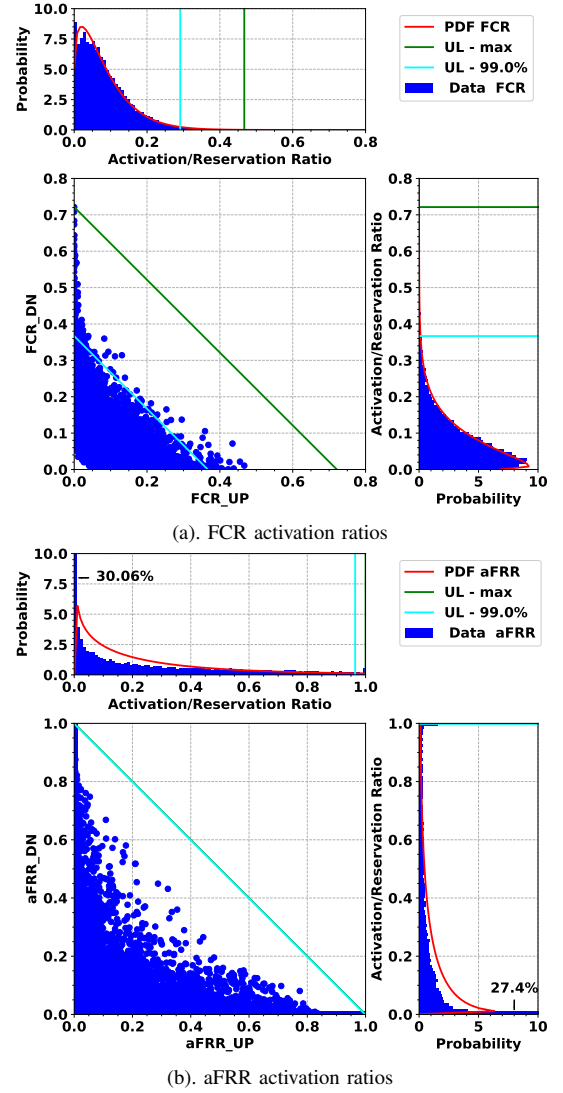 10.0
7.5
5.0
2.5
0.0
Probability
0.0 0.2 0.4 0.6 0.8
Activation/Reservation Ratio
PDF FCR
UL - max
UL - 99.0%
Data FCR
0.8
0.7
0.6
0.5
0.4
0.3
0.2
0.1
0.0
FCR_DN
0.0 0.2 0.4 0.6 0.8
FCR_UP
0.8
0.7
0.6
0.5
0.4
0.3
0.2
0.1
0.0
Activation/Reservation Ratio
0 5 10
Probability
(a). FCR activation ratios
10.0
7.5
5.0
2.5
0.0
Probability
30.06%
0.0 0.2 0.4 0.6 0.8 1.0
Activation/Reservation Ratio
PDF aFRR
UL - max
UL - 99.0%
Data aFRR
1.0
0.8
0.6
0.4
0.2
0.0
aFRR_DN
0.0 0.2 0.4 0.6 0.8 1.0
aFRR_UP
1.0
0.8
0.6
0.4
0.2
0.0
Activation/Reservation Ratio
27.4%
0 5 10
Probability
(b). aFRR activation ratios